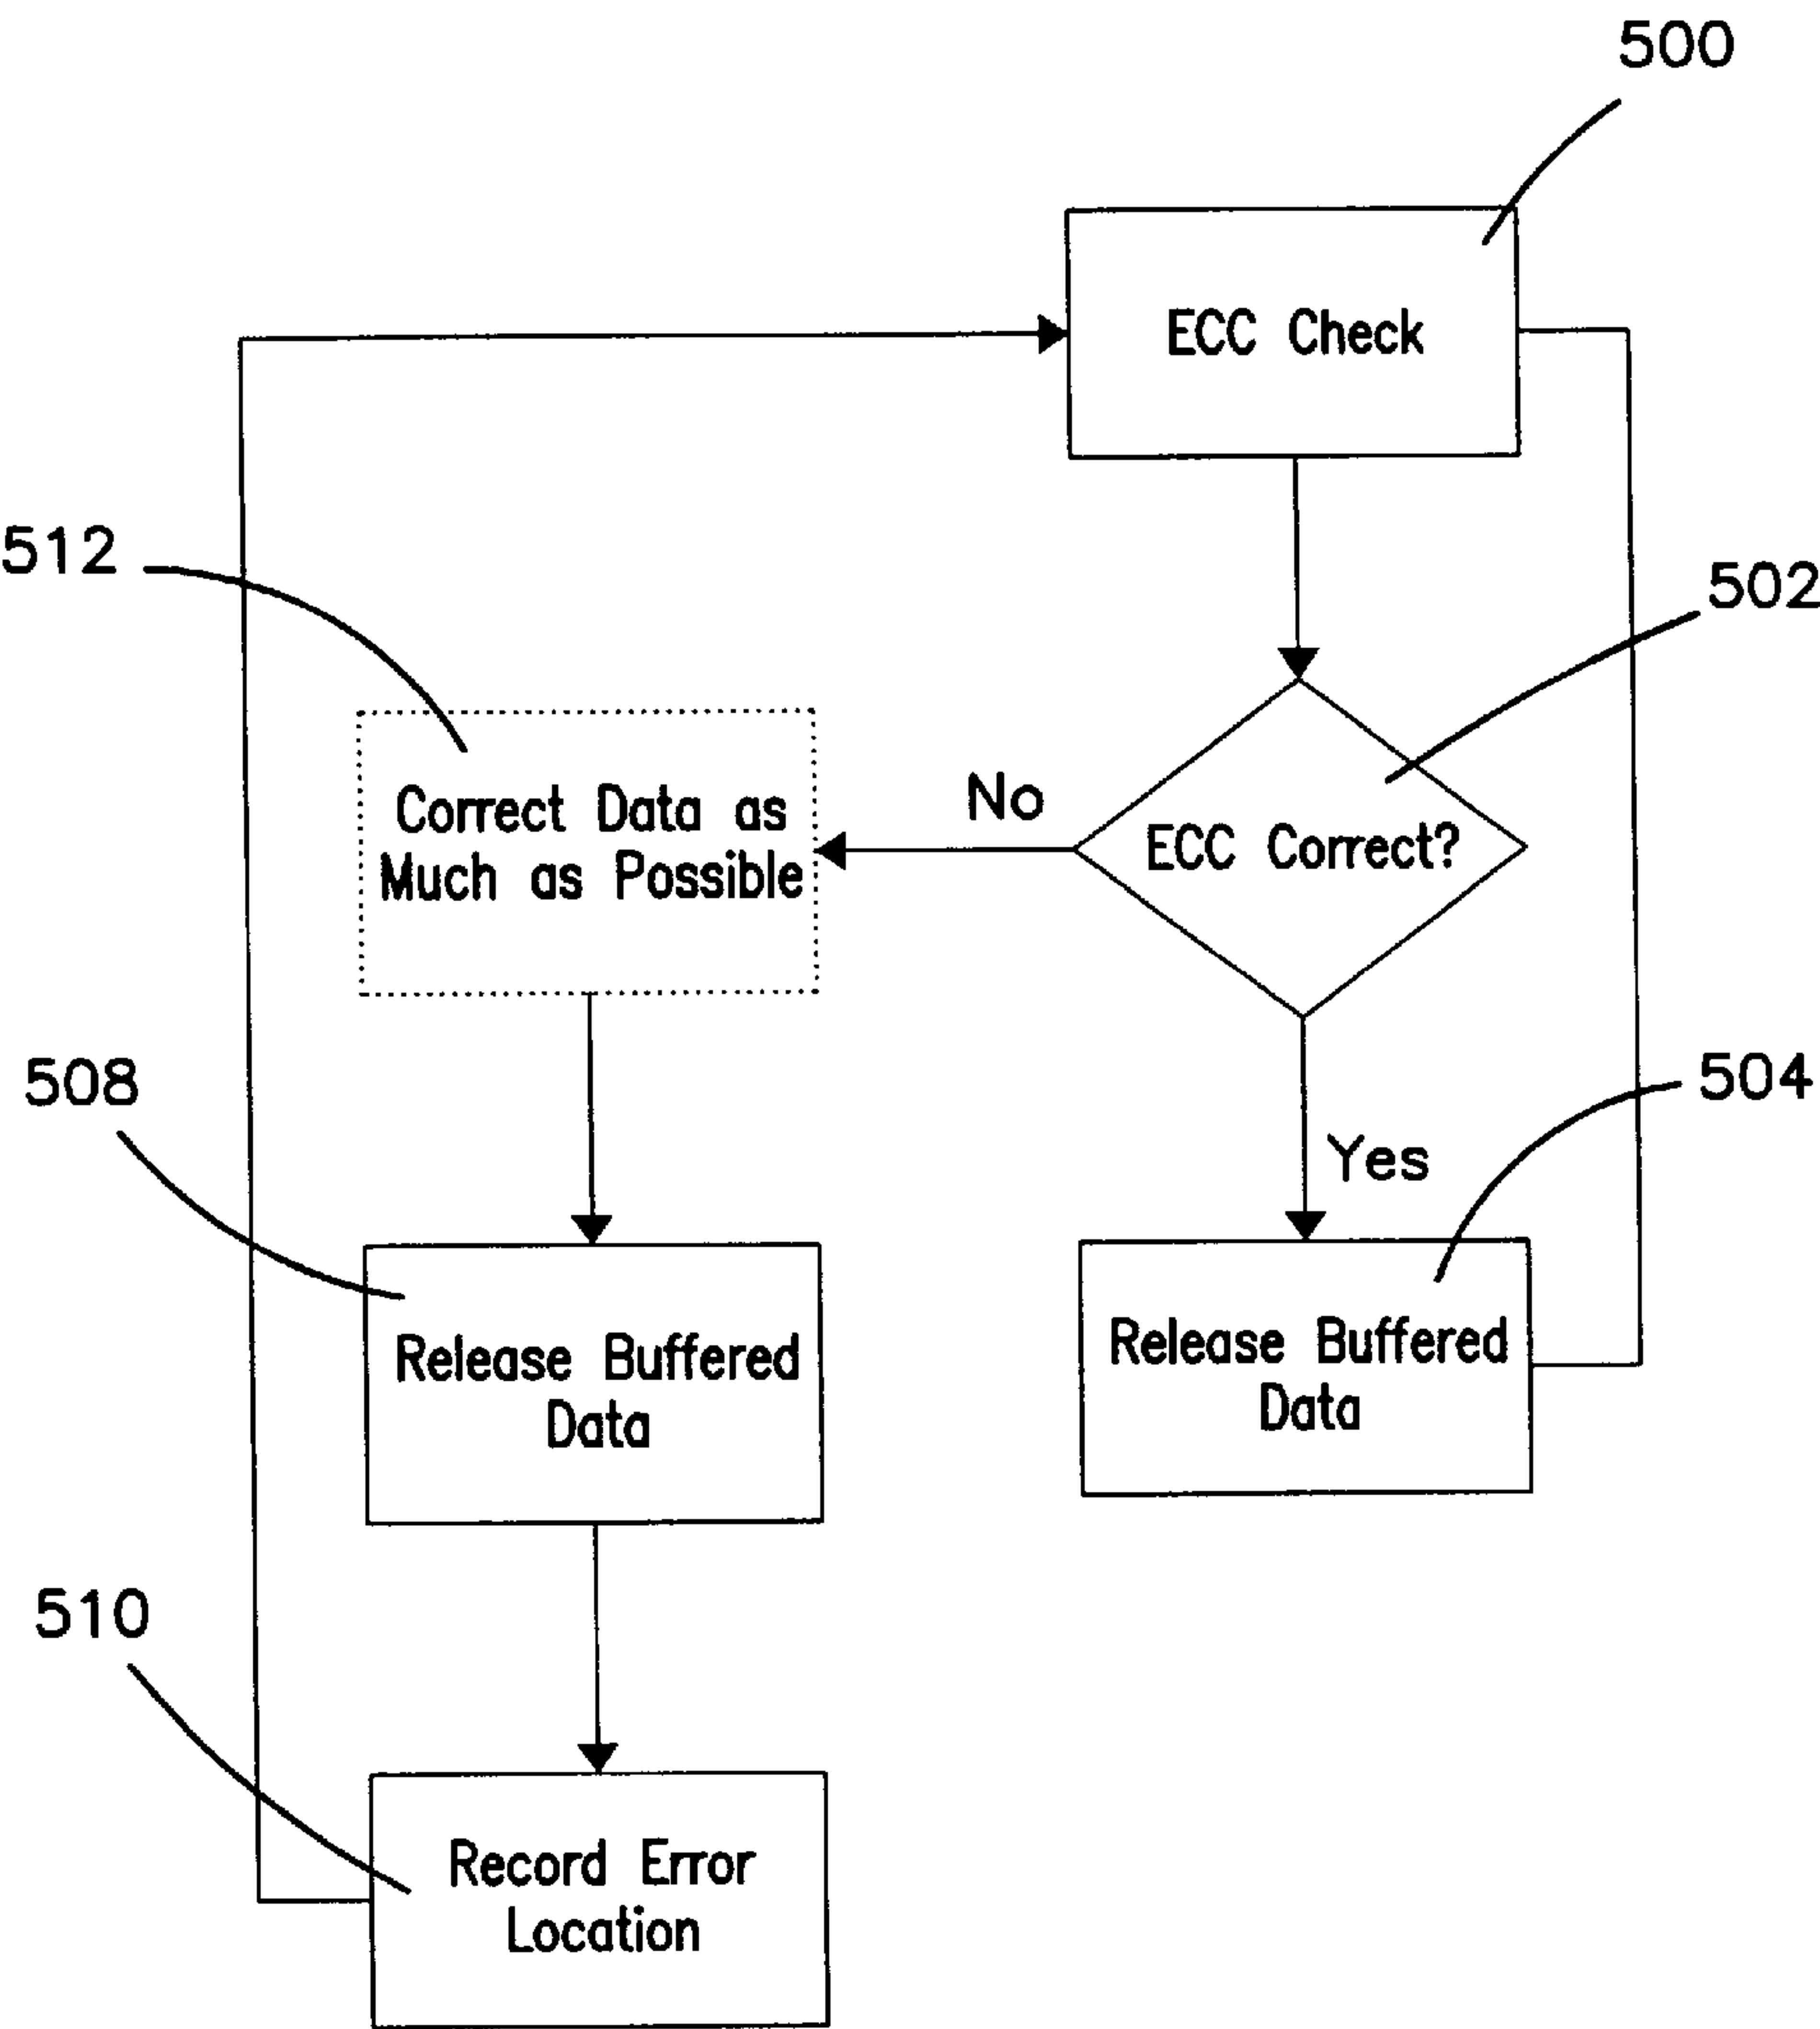 500
ECC Check
512
502
No
Correct Data as
Much as Possible
ECC Correct?
508
504
Yes
Release Buffered
Data
Release Buffered
Data
510
Record Error
Location